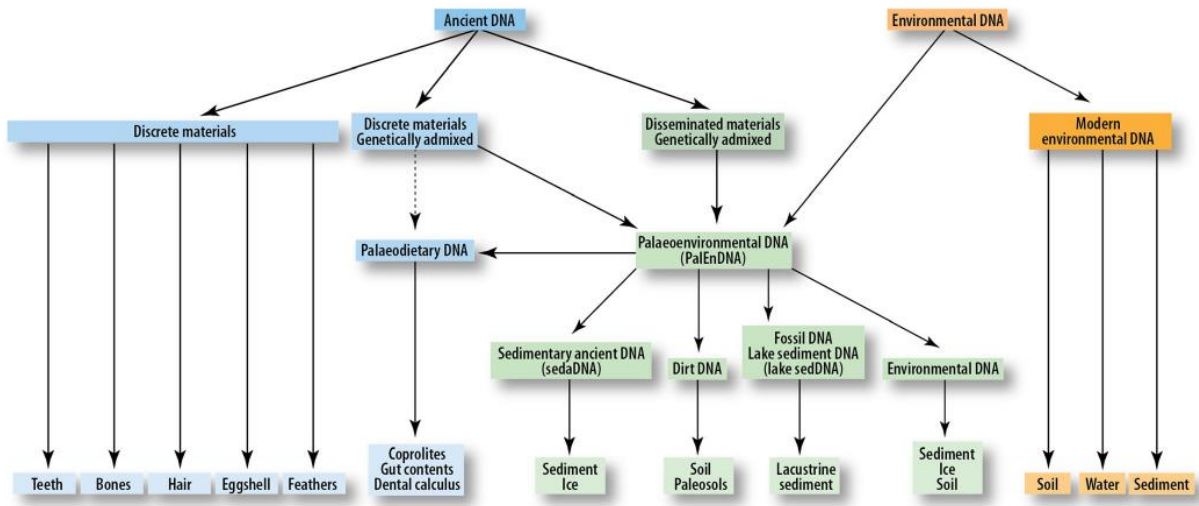 Ancient DNA
Environmental DNA
Discrete materials
Discrete materials
Genetically admixed
Disseminated materials
Genetically admixed
Modern
environmental DNA
Palaeodietary DNA
Palaeoenvironmental DNA
(PalEnDNA)
Sedimentary ancient DNA
(sedaDNA)
Dirt DNA
Fossil DNA
Lake sediment DNA
(lake sedDNA)
Environmental DNA
Teeth
Bones
Hair
Eggshell
Feathers
Coprolites
Gut contents
Dental calculus
Sediment
Ice
Soil
Paleosols
Lacustrine
sediment
Sediment
Ice
Soil
Soil
Water
Sediment